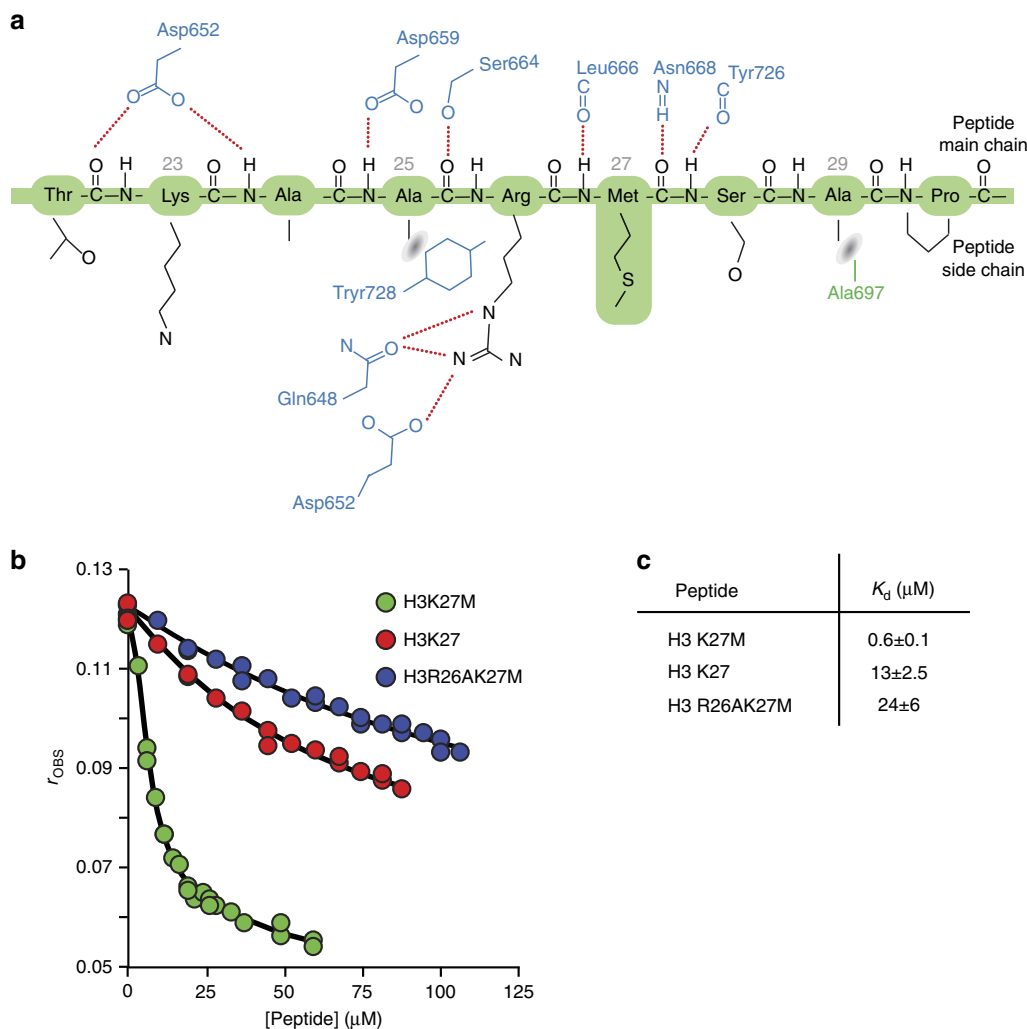 a
Asp652
Asp659
Ser664
Leu666
Asn668
Tyr726
O
O
O
O
O
C
O
N
H
C
O
Peptide
main chain
O H 23 O H O H 25 O H O H 27 O H O H 29 O H O
Thr C N Lys C N Ala C N Ala C N Arg C N Met C N Ser C N Ala C N Pro C
Peptide
side chain
O
N
Tryr728
S
O
Ala697
N
N O
N N
Gln648
O O
Asp652
b
0.13
0.11
0.09
0.07
0.05
r OBS
H3K27M
H3K27
H3R26AK27M
0 25 50 75 100 125
[Peptide] (μM)
c
Peptide Kd (μM)
H3 K27M 0.6±0.1
H3 K27 13±2.5
H3 R26AK27M 24±6